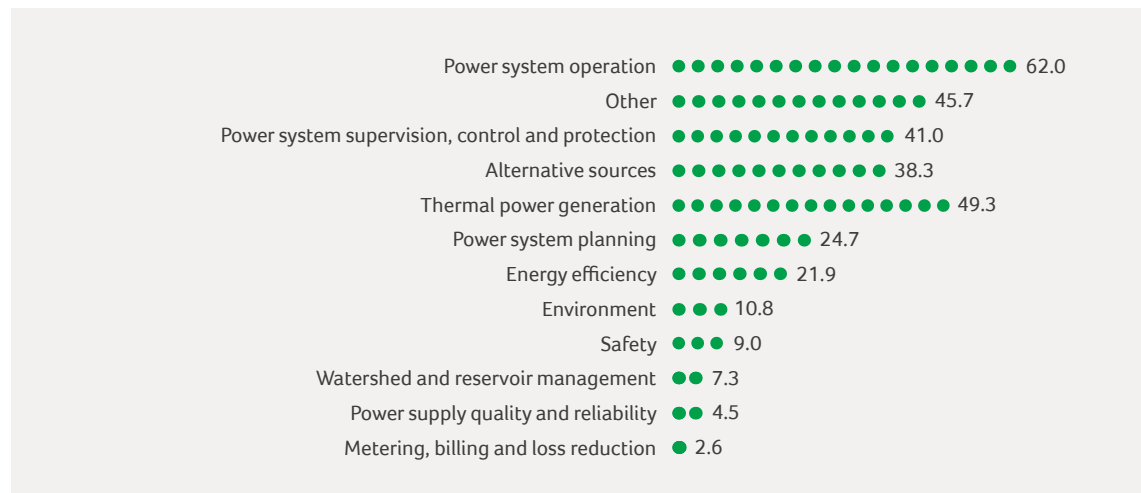 Power system operation 62.0
Other 45.7
Power system supervision, control and protection 41.0
Alternative sources 38.3
Thermal power generation 49.3
Power system planning 24.7
Energy efficiency 21.9
Environment 10.8
Safety 9.0
Watershed and reservoir management 7.3
Power supply quality and reliability 4.5
Metering, billing and loss reduction 2.6